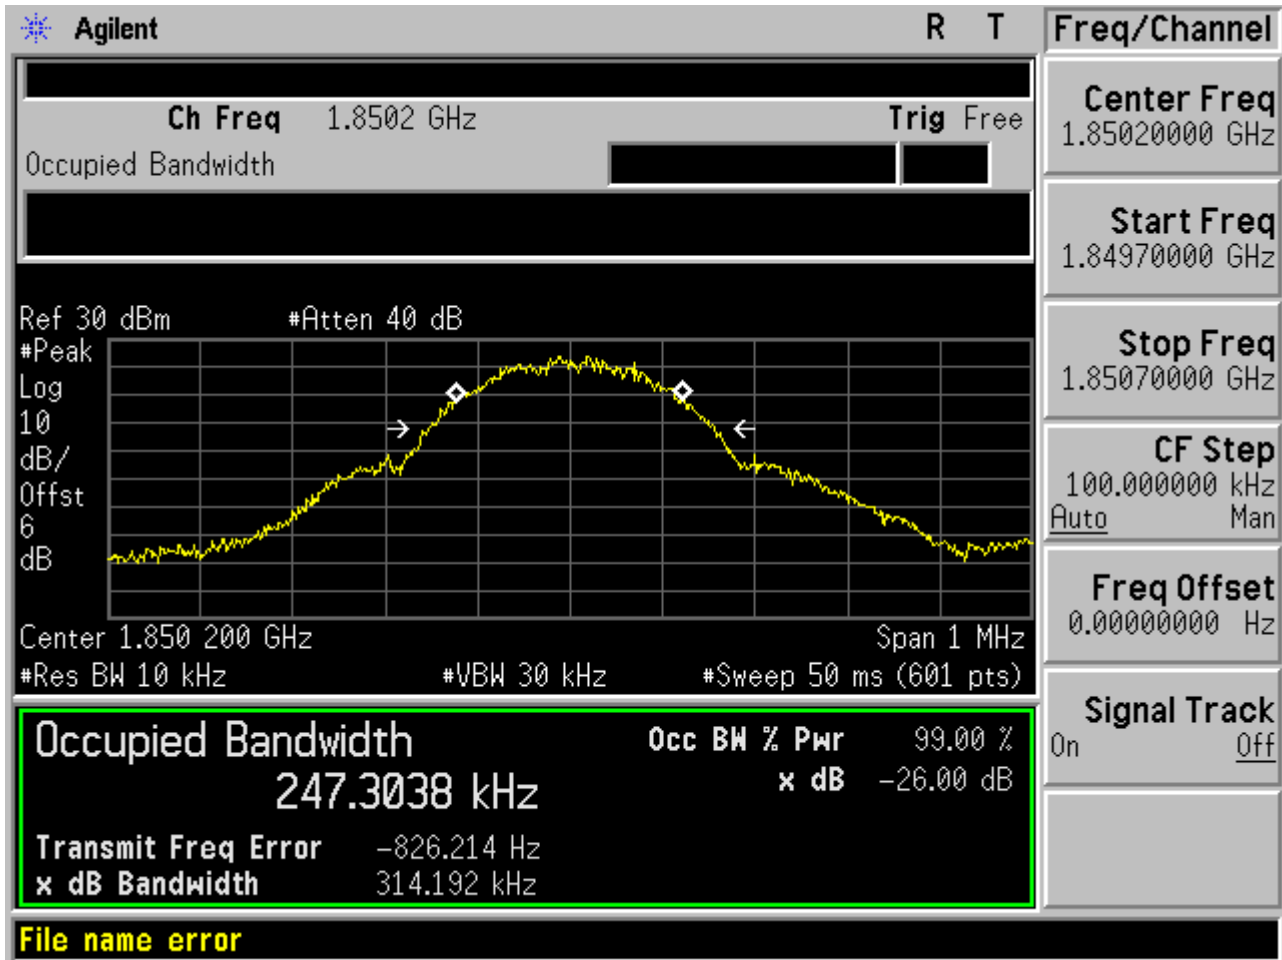 Agilent R T
Freq/Channel
Ch Freq 1.8502 GHz Trig Free
Occupied Bandwidth
Center Freq
1.85020000 GHz
Start Freq
1.84970000 GHz
Stop Freq
1.85070000 GHz
CF Step
100.000000 kHz
Auto Man
Freq Offset
0.00000000 Hz
Signal Track
On Off
Ref 30 dBm #Atten 40 dB
#Peak
Log
10
dB/
Offst
6
dB
Center 1.850 200 GHz Span 1 MHz
#Res BW 10 kHz #VBW 30 kHz #Sweep 50 ms (601 pts)
Occupied Bandwidth Occ BW % Pwr 99.00 %
247.3038 kHz x dB -26.00 dB
Transmit Freq Error -826.214 Hz
x dB Bandwidth 314.192 kHz
File name error